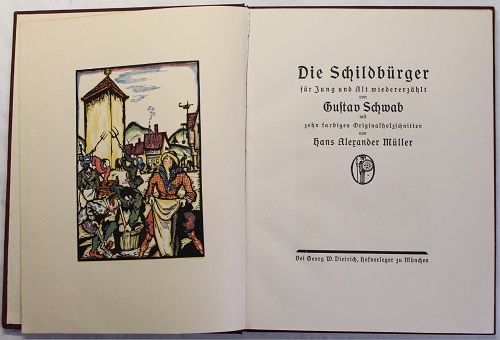 Die Schildbürger
für Jung und Alt wiedererzählt
von
Gustav Schwab
mit
zehn farbigen Originalholzschnitten
von
Hans Alexander Müller
Bei Georg W. Dietrich, Hofverleger zu München